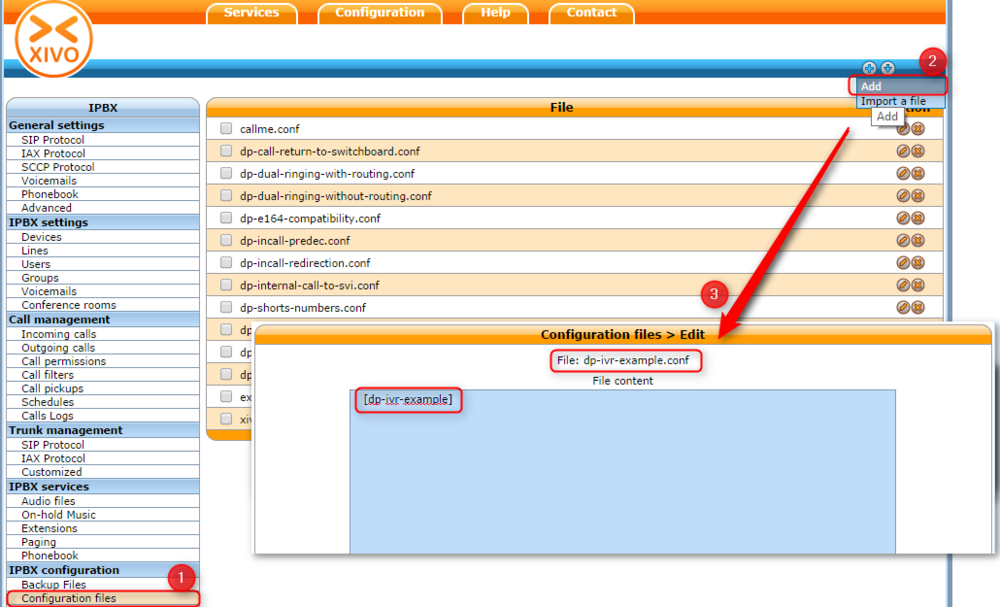 Services
Configuration
Help
Contact
XIVO
2
Add
Import a file
Add
IPBX
General settings
SIP Protocol
IAX Protocol
SCCP Protocol
Voicemails
Phonebook
Advanced
IPBX settings
Devices
Lines
Users
Groups
Voicemails
Conference rooms
Call management
Incoming calls
Outgoing calls
Call permissions
Call filters
Call pickups
Schedules
Calls Logs
Trunk management
SIP Protocol
IAX Protocol
Customized
IPBX services
Audio files
On-hold Music
Extensions
Paging
Phonebook
IPBX configuration
1
Backup Files
Configuration files
File
callme.conf
dp-call-return-to-switchboard.conf
dp-dual-ringing-with-routing.conf
dp-dual-ringing-without-routing.conf
dp-e164-compatibility.conf
dp-incall-predec.conf
dp-incall-redirection.conf
dp-internal-call-to-svi.conf
dp-shorts-numbers.conf
dp
dp
dp
ex
xiv
3
Configuration files > Edit
File: dp-ivr-example.conf
File content
[dp-ivr-example]